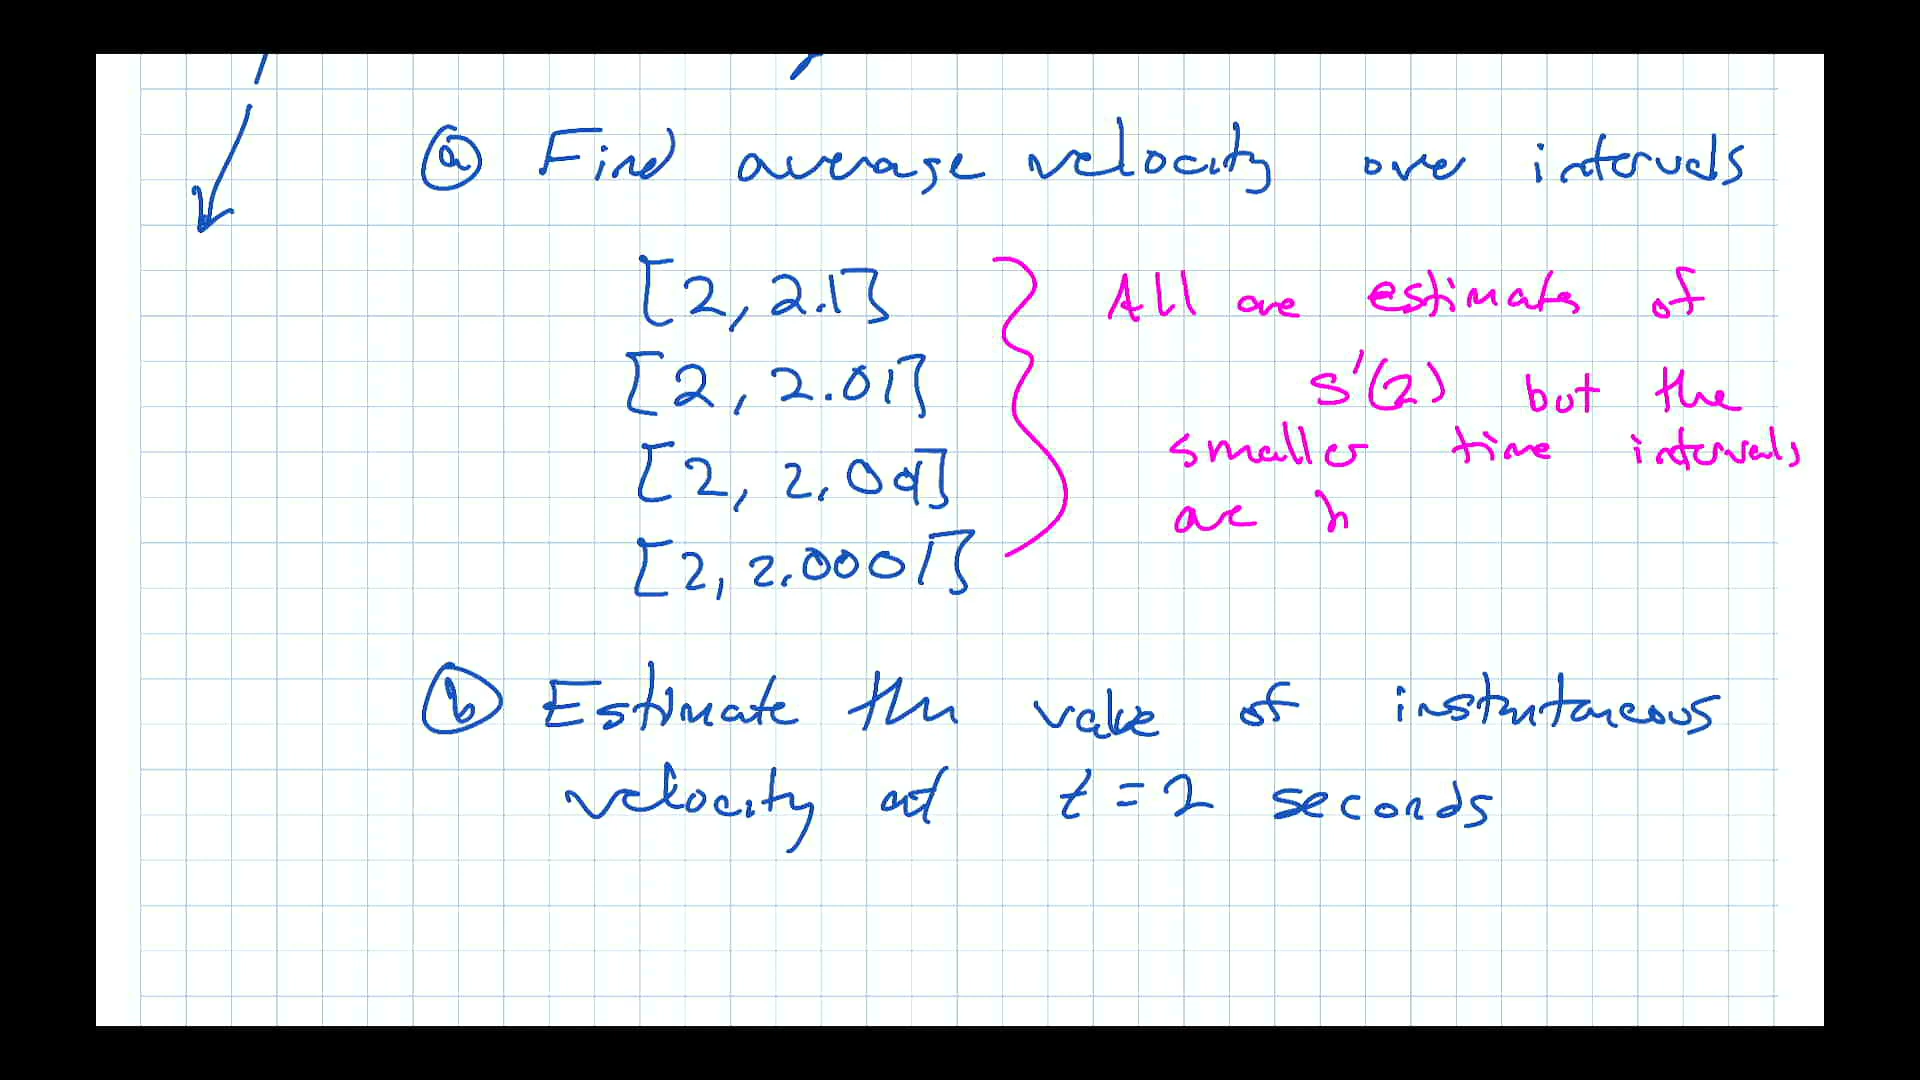 ⓐ Find average velocity over intervals
[2, 2.1]
[2, 2.01]
[2, 2.001]
[2, 2.0001]
All are estimates of
s'(2) but the
smaller time intervals
are h
ⓑ Estimate the value of instantaneous
velocity at t = 2 seconds